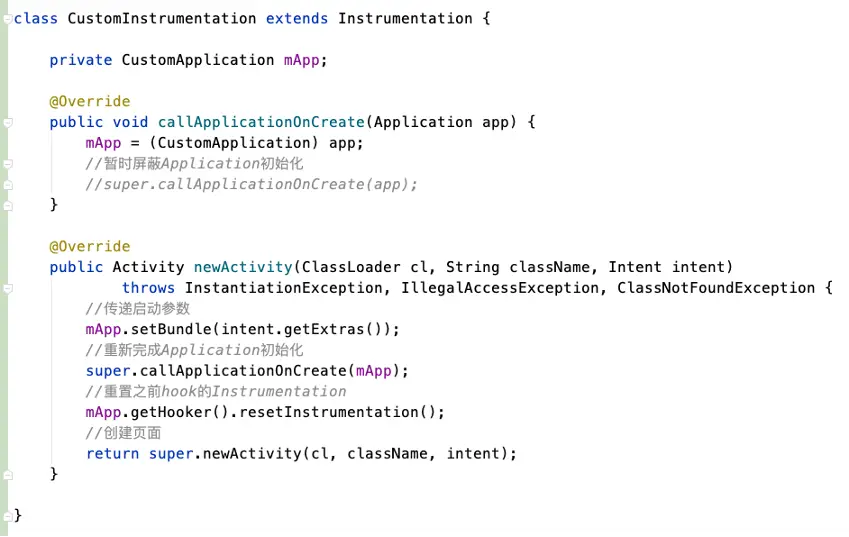 class CustomInstrumentation extends Instrumentation {
    private CustomApplication mApp;
    @Override
    public void callApplicationOnCreate(Application app) {
        mApp = (CustomApplication) app;
        //暂时屏蔽Application初始化
        //super.callApplicationOnCreate(app);
    }
    @Override
    public Activity newActivity(ClassLoader cl, String className, Intent intent)
            throws InstantiationException, IllegalAccessException, ClassNotFoundException {
        //传递启动参数
        mApp.setBundle(intent.getExtras());
        //重新完成Application初始化
        super.callApplicationOnCreate(mApp);
        //重置之前hook的Instrumentation
        mApp.getHooker().resetInstrumentation();
        //创建页面
        return super.newActivity(cl, className, intent);
    }
}